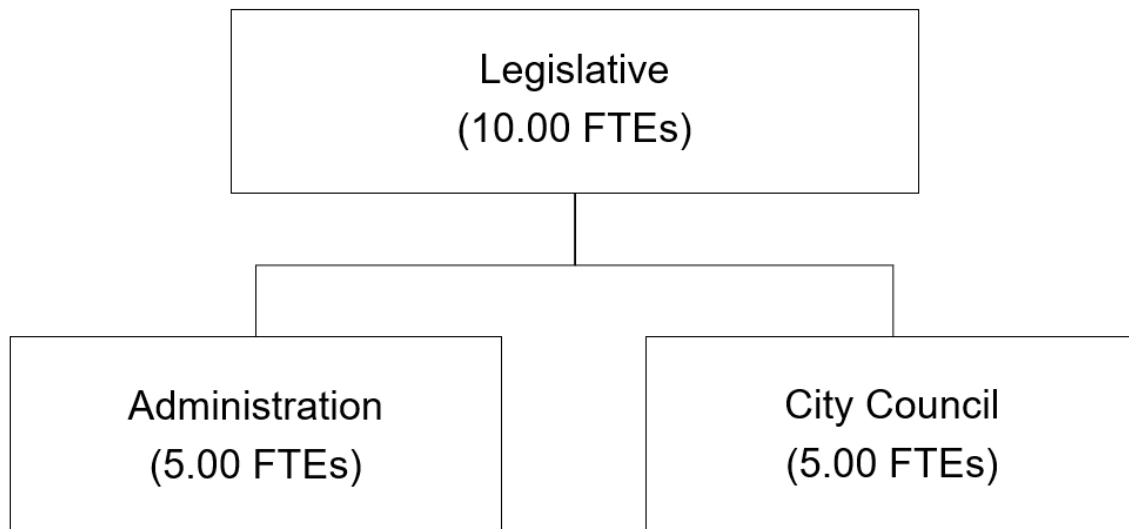 Legislative
(10.00 FTEs)
Administration
(5.00 FTEs)
City Council
(5.00 FTEs)